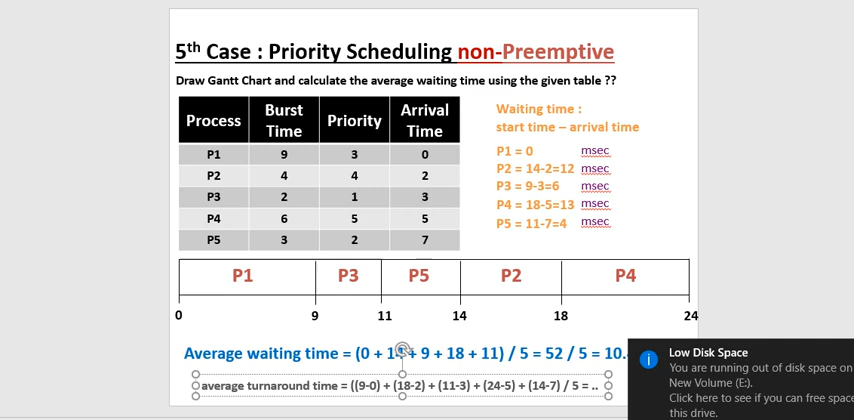 5th Case : Priority Scheduling non-Preemptive
Draw Gantt Chart and calculate the average waiting time using the given table ??
Process Burst Time Priority Arrival Time
P1 9 3 0
P2 4 4 2
P3 2 1 3
P4 6 5 5
P5 3 2 7
Waiting time :
start time – arrival time
P1 = 0 msec
P2 = 14-2=12 msec
P3 = 9-3=6 msec
P4 = 18-5=13 msec
P5 = 11-7=4 msec
P1 P3 P5 P2 P4
0 9 11 14 18 24
Average waiting time = (0 + + 9 + 18 + 11) / 5 = 52 / 5 = 10.
average turnaround time = ((9-0) + (18-2) + (11-3) + (24-5) + (14-7) / 5 = ..
Low Disk Space
You are running out of disk space on
New Volume (E:).
Click here to see if you can free space
this drive.